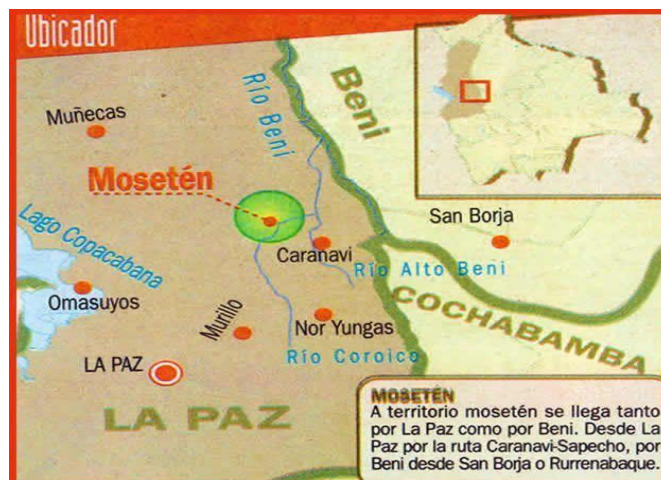 Ubicador
Muñecas
Río Beni
Beni
Mosetén
San Borja
Lago Copacabana
Caranavi
Río Alto Beni
Omasuyos
COCHABAMBA
Murillo
Nor Yungas
Río Coroico
LA PAZ
LA PAZ
MOSETÉN
A territorio mosetén se llega tanto
por La Paz como por Beni. Desde La
Paz por la ruta Caranavi-Sapecho, por
Beni desde San Borja o Rurrenabaque.